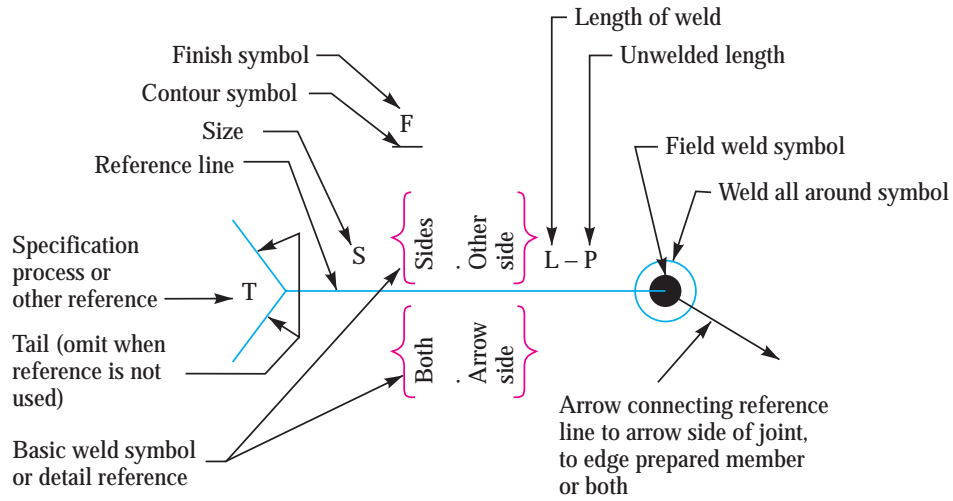 Length of weld
Finish symbol
Unwelded length
Contour symbol
F
Size
Field weld symbol
Reference line
Weld all around symbol
Specification
process or
other reference
T
S
Sides
. Other
side
L – P
Tail (omit when
reference is not
used)
Both
. Arrow
side
Arrow connecting reference
line to arrow side of joint,
to edge prepared member
or both
Basic weld symbol
or detail reference